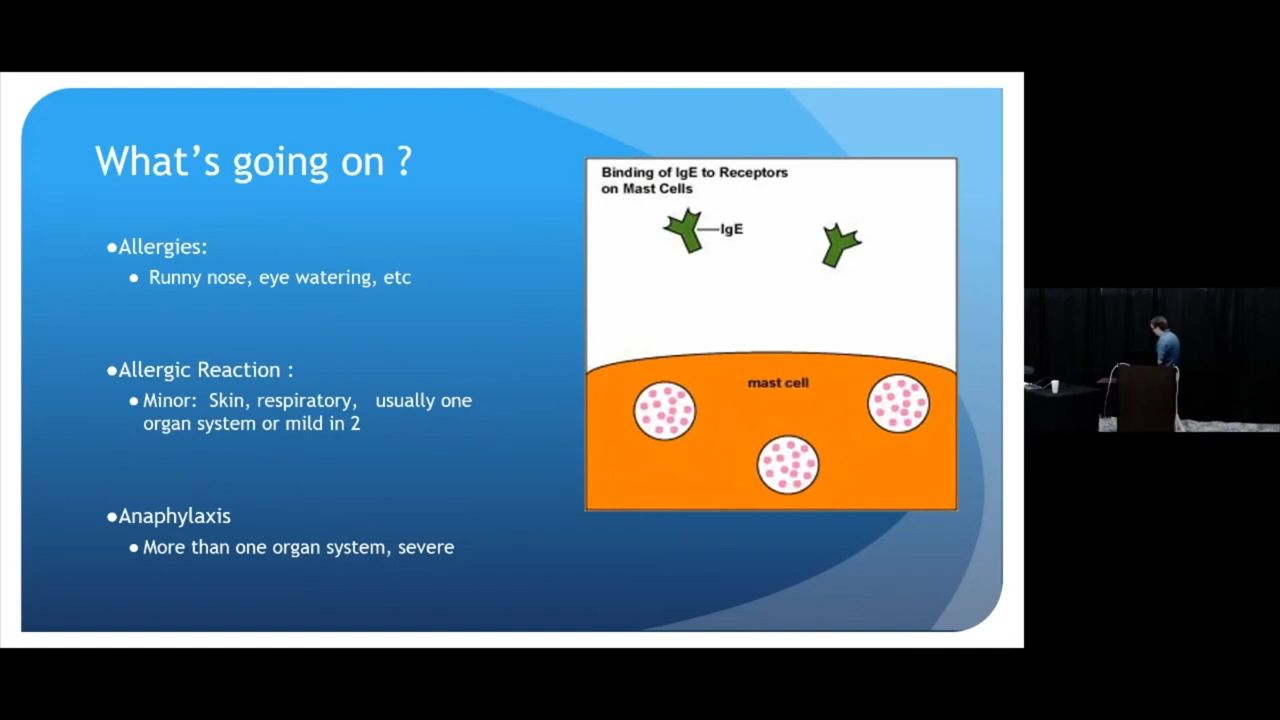 What’s going on ?
●Allergies:
● Runny nose, eye watering, etc
●Allergic Reaction :
● Minor: Skin, respiratory, usually one
organ system or mild in 2
●Anaphylaxis
● More than one organ system, severe
Binding of IgE to Receptors
on Mast Cells
IgE
mast cell